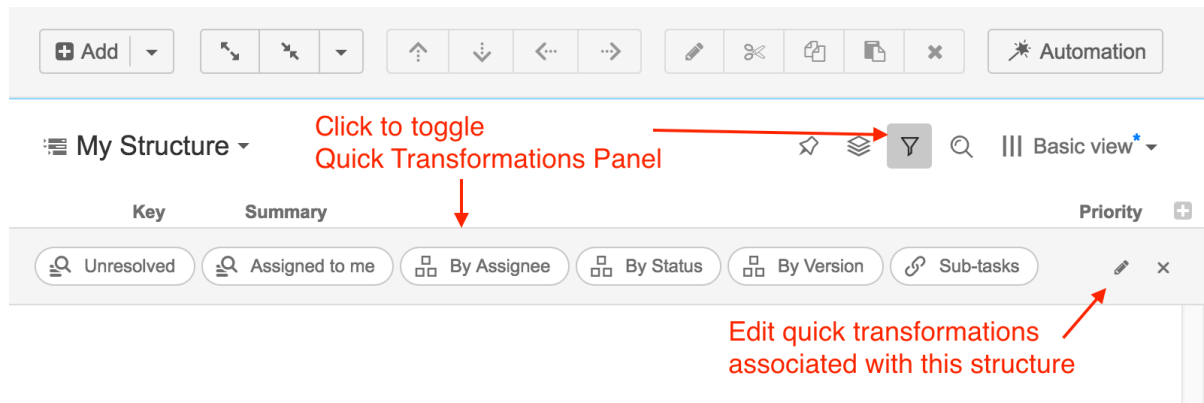 Add
Automation
Click to toggle
Quick Transformations Panel
My Structure
Basic view*
Key
Summary
Priority
Unresolved
Assigned to me
By Assignee
By Status
By Version
Sub-tasks
Edit quick transformations
associated with this structure